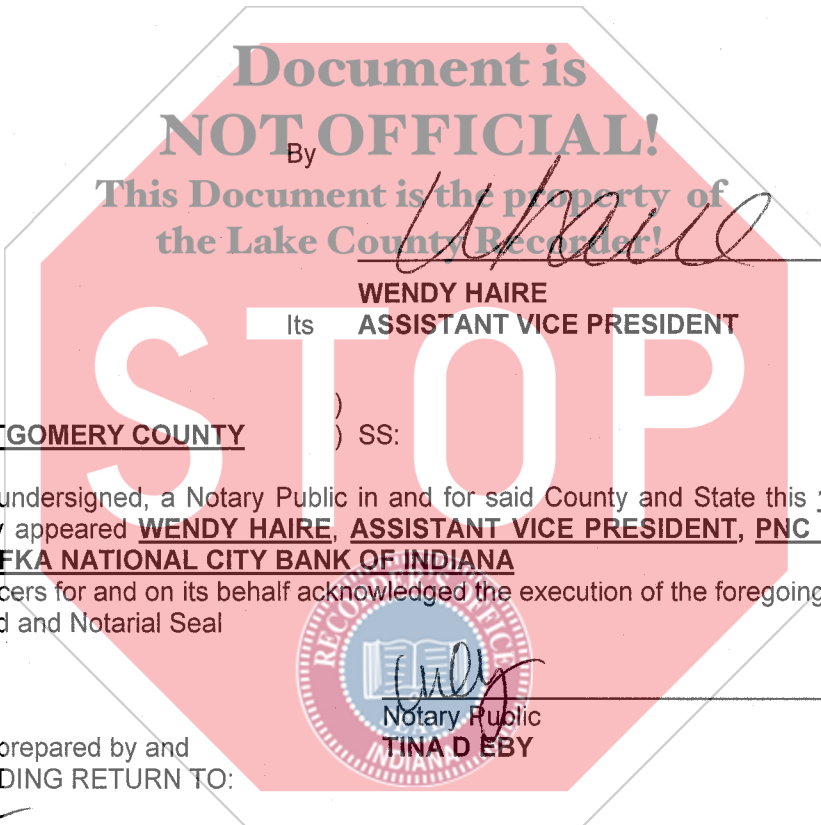 Document is
NOT OFFICIAL!
By
This Document is the property of
the Lake County Recorder!
WENDY HAIRE
Its ASSISTANT VICE PRESIDENT
STOP
)
TGOMERY COUNTY ) SS:
undersigned, a Notary Public in and for said County and State this
y appeared WENDY HAIRE, ASSISTANT VICE PRESIDENT, PNC
FKA NATIONAL CITY BANK OF INDIANA
cers for and on its behalf acknowledged the execution of the foregoing
d and Notarial Seal
RECORDER'S OFFICE
INDIANA
Notary Public
TINA D EBY
prepared by and
DING RETURN TO: